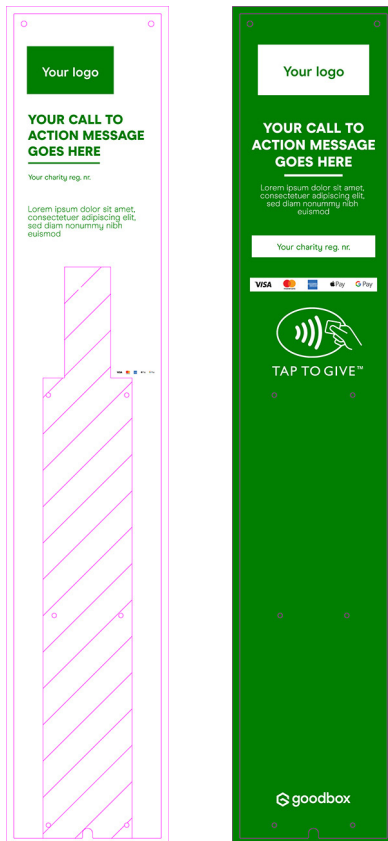 Your logo
YOUR CALL TO
ACTION MESSAGE
GOES HERE
Your charity reg. nr.
Lorem ipsum dolor sit amet,
consectetuer adipiscing elit,
sed diam nonummy nibh
euismod
VISA
Pay
Your logo
YOUR CALL TO
ACTION MESSAGE
GOES HERE
Lorem ipsum dolor sit amet,
consectetuer adipiscing elit,
sed diam nonummy nibh
euismod
Your charity reg. nr.
VISA mastercard Pay G Pay
TAP TO GIVE™
goodbox